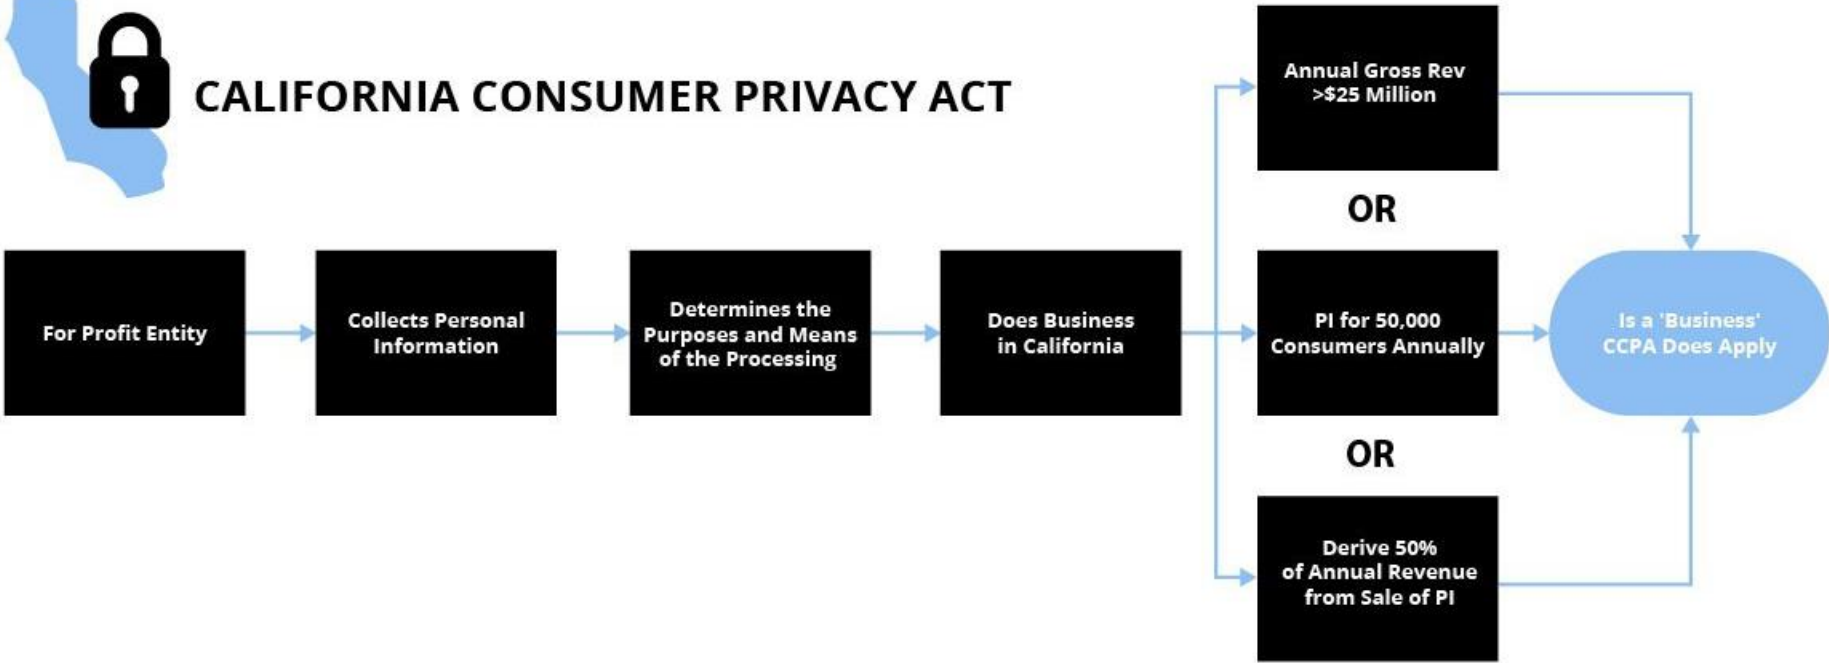 CALIFORNIA CONSUMER PRIVACY ACT
For Profit Entity
Collects Personal
Information
Determines the
Purposes and Means
of the Processing
Does Business
in California
Annual Gross Rev
>$25 Million
OR
PI for 50,000
Consumers Annually
OR
Derive 50%
of Annual Revenue
from Sale of PI
Is a 'Business'
CCPA Does Apply